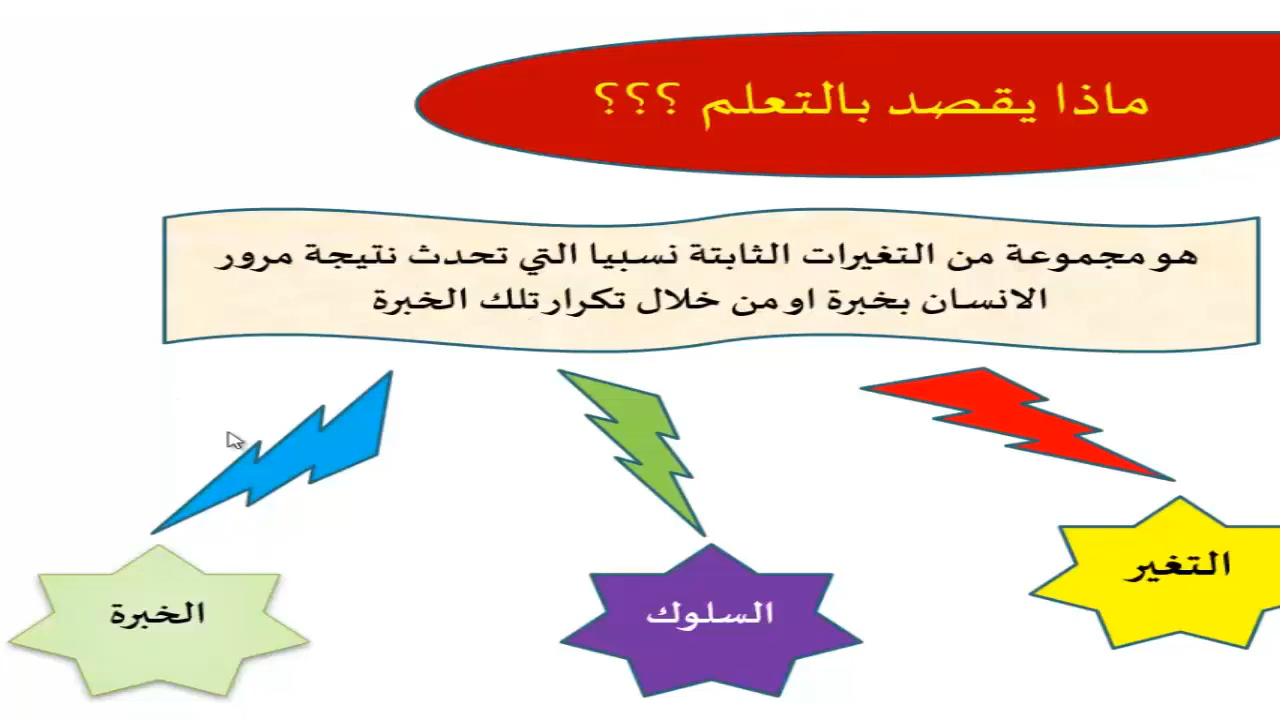 ماذا يقصد بالتعلم ؟؟؟
هو مجموعة من التغيرات الثابتة نسبيا التي تحدث نتيجة مرور
الانسان بخبرة او من خلال تكرار تلك الخبرة
التغير
السلوك
الخبرة